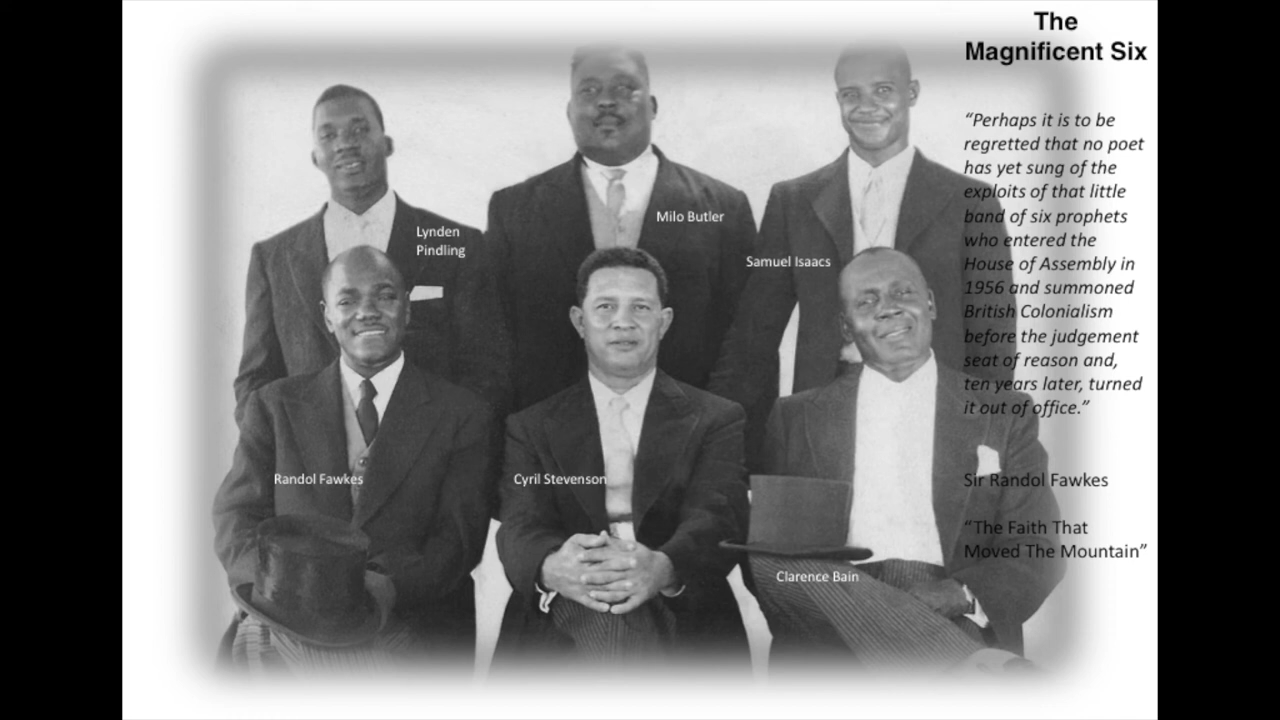 The
Magnificent Six
“Perhaps it is to be
regretted that no poet
has yet sung of the
exploits of that little
band of six prophets
who entered the
House of Assembly in
1956 and summoned
British Colonialism
before the judgement
seat of reason and,
ten years later, turned
it out of office.”
Sir Randol Fawkes
“The Faith That
Moved The Mountain”
Lynden
Pindling
Milo Butler
Samuel Isaacs
Randol Fawkes
Cyril Stevenson
Clarence Bain